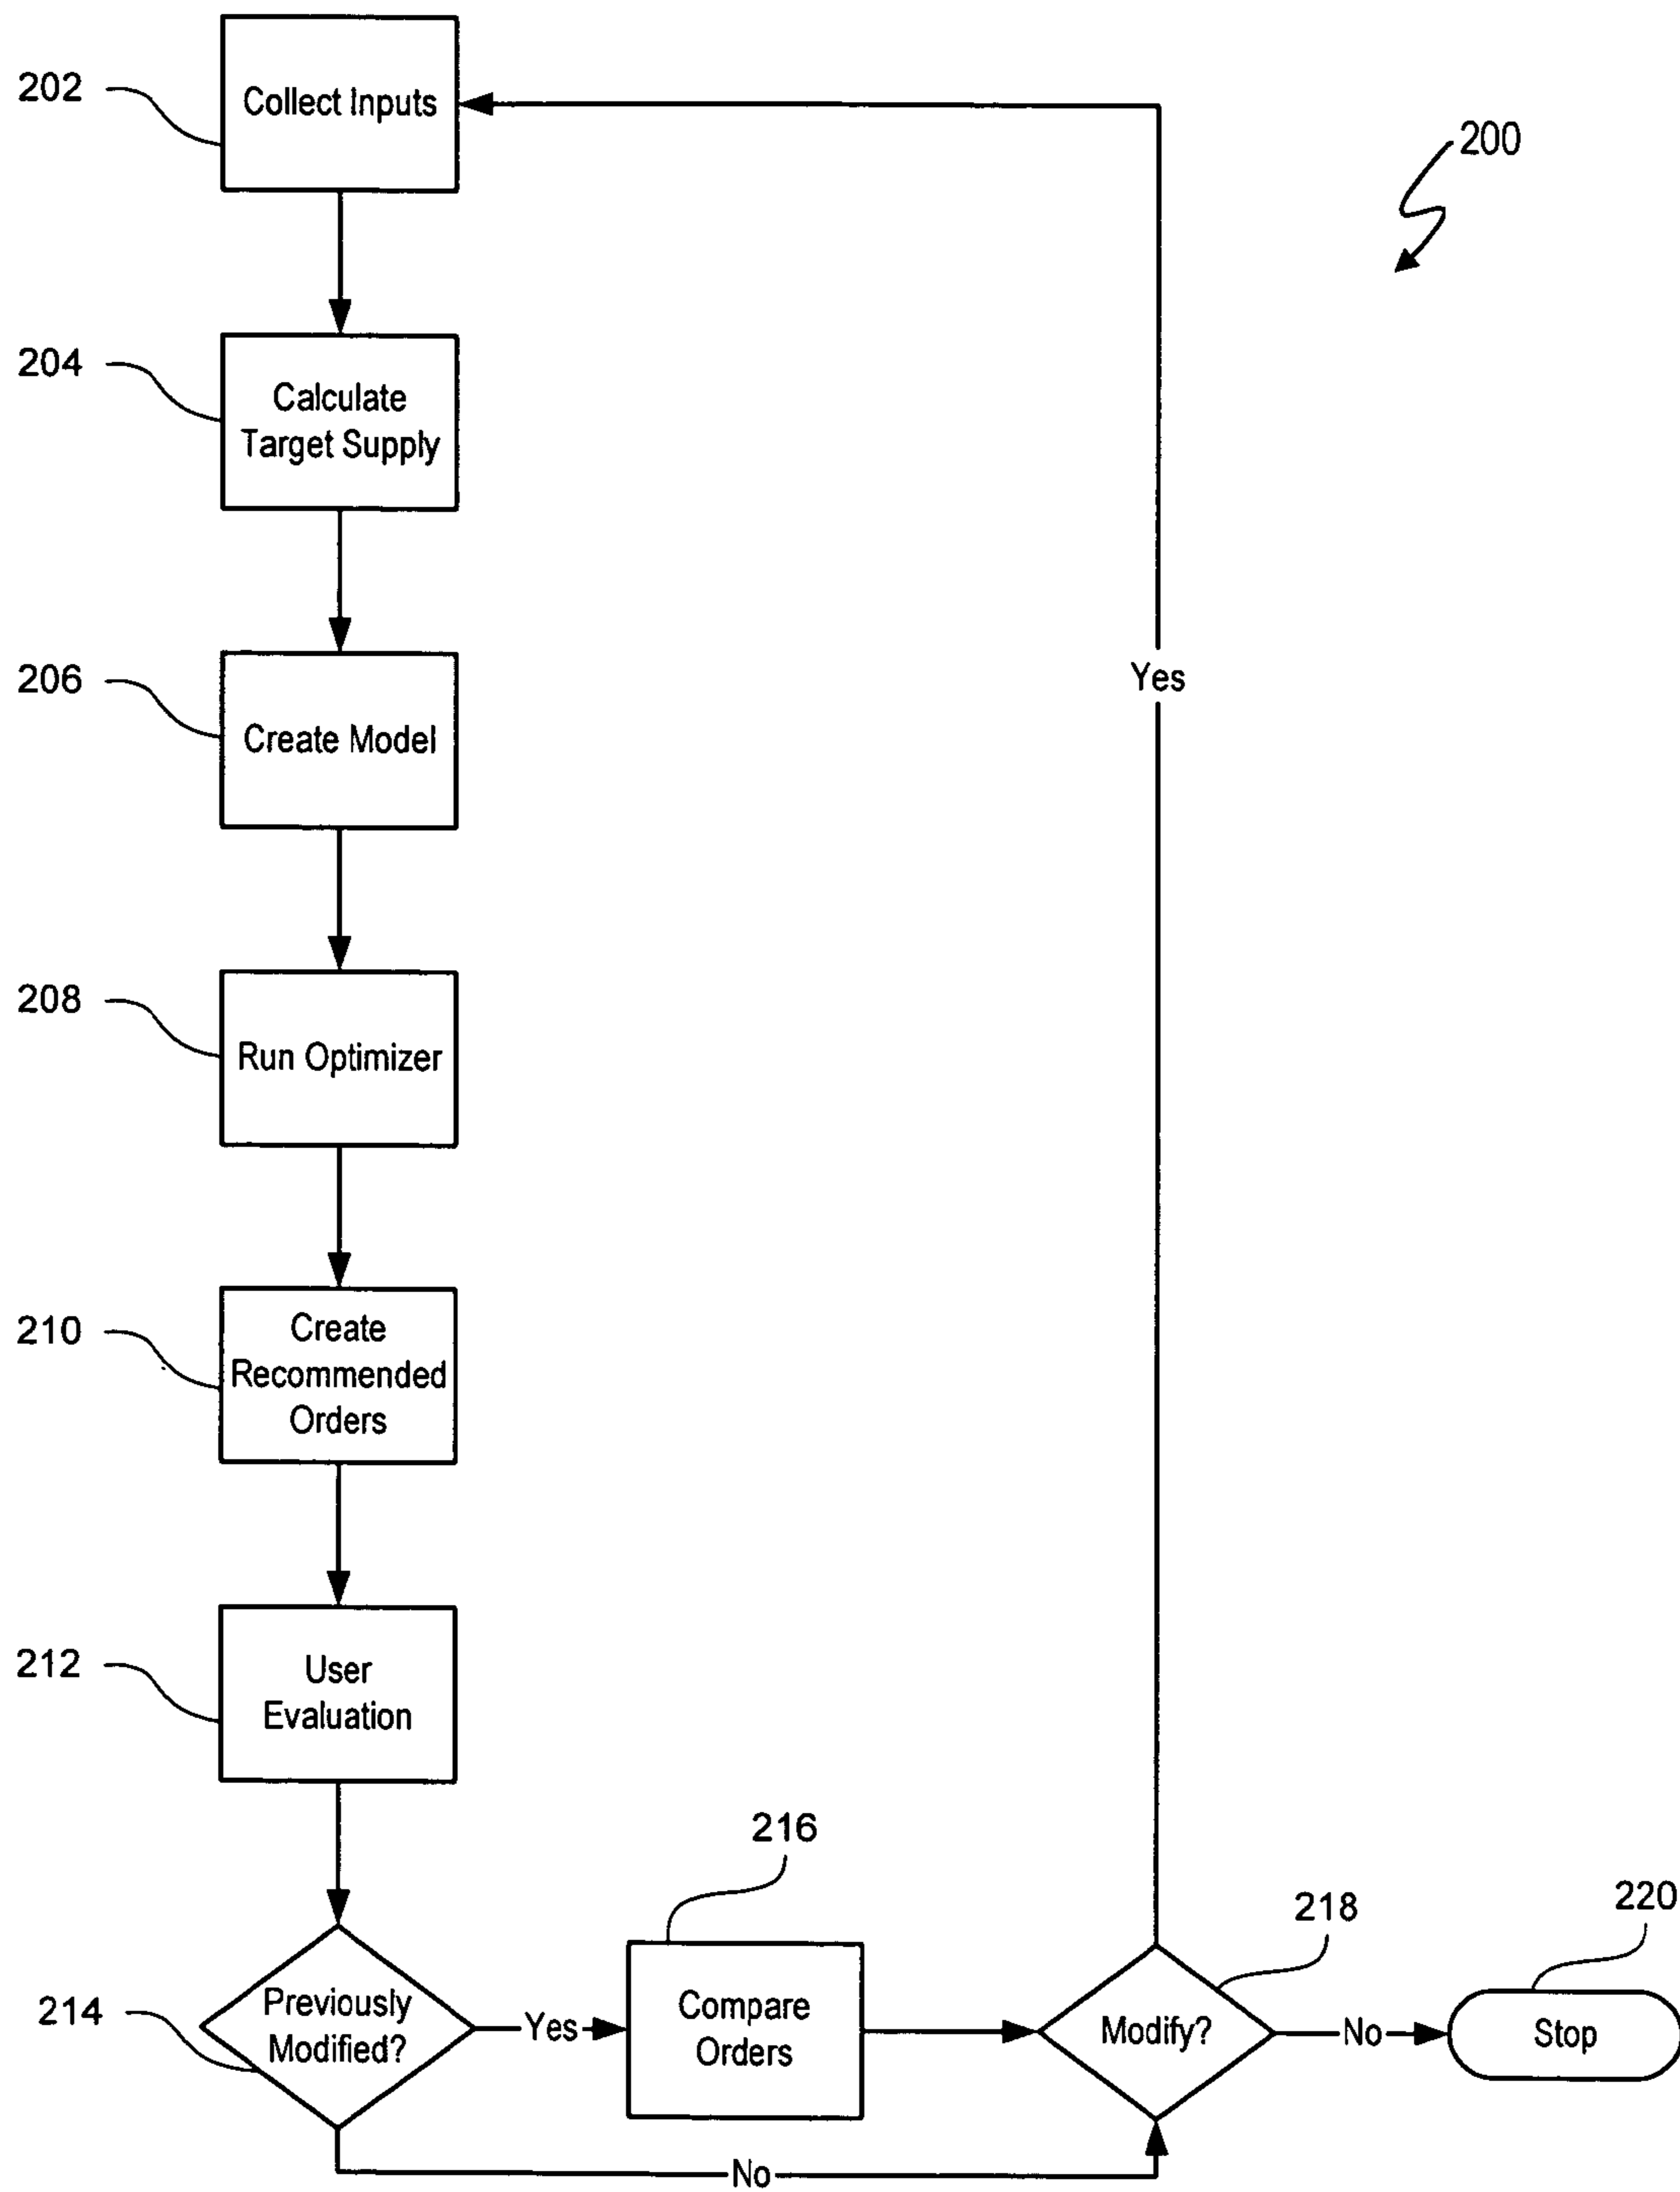 202
Collect Inputs
200
204
Calculate
Target Supply
206
Create Model
Yes
208
Run Optimizer
210
Create
Recommended
Orders
212
User
Evaluation
216
218
220
214
Previously
Modified?
Yes
Compare
Orders
Modify?
No
Stop
No